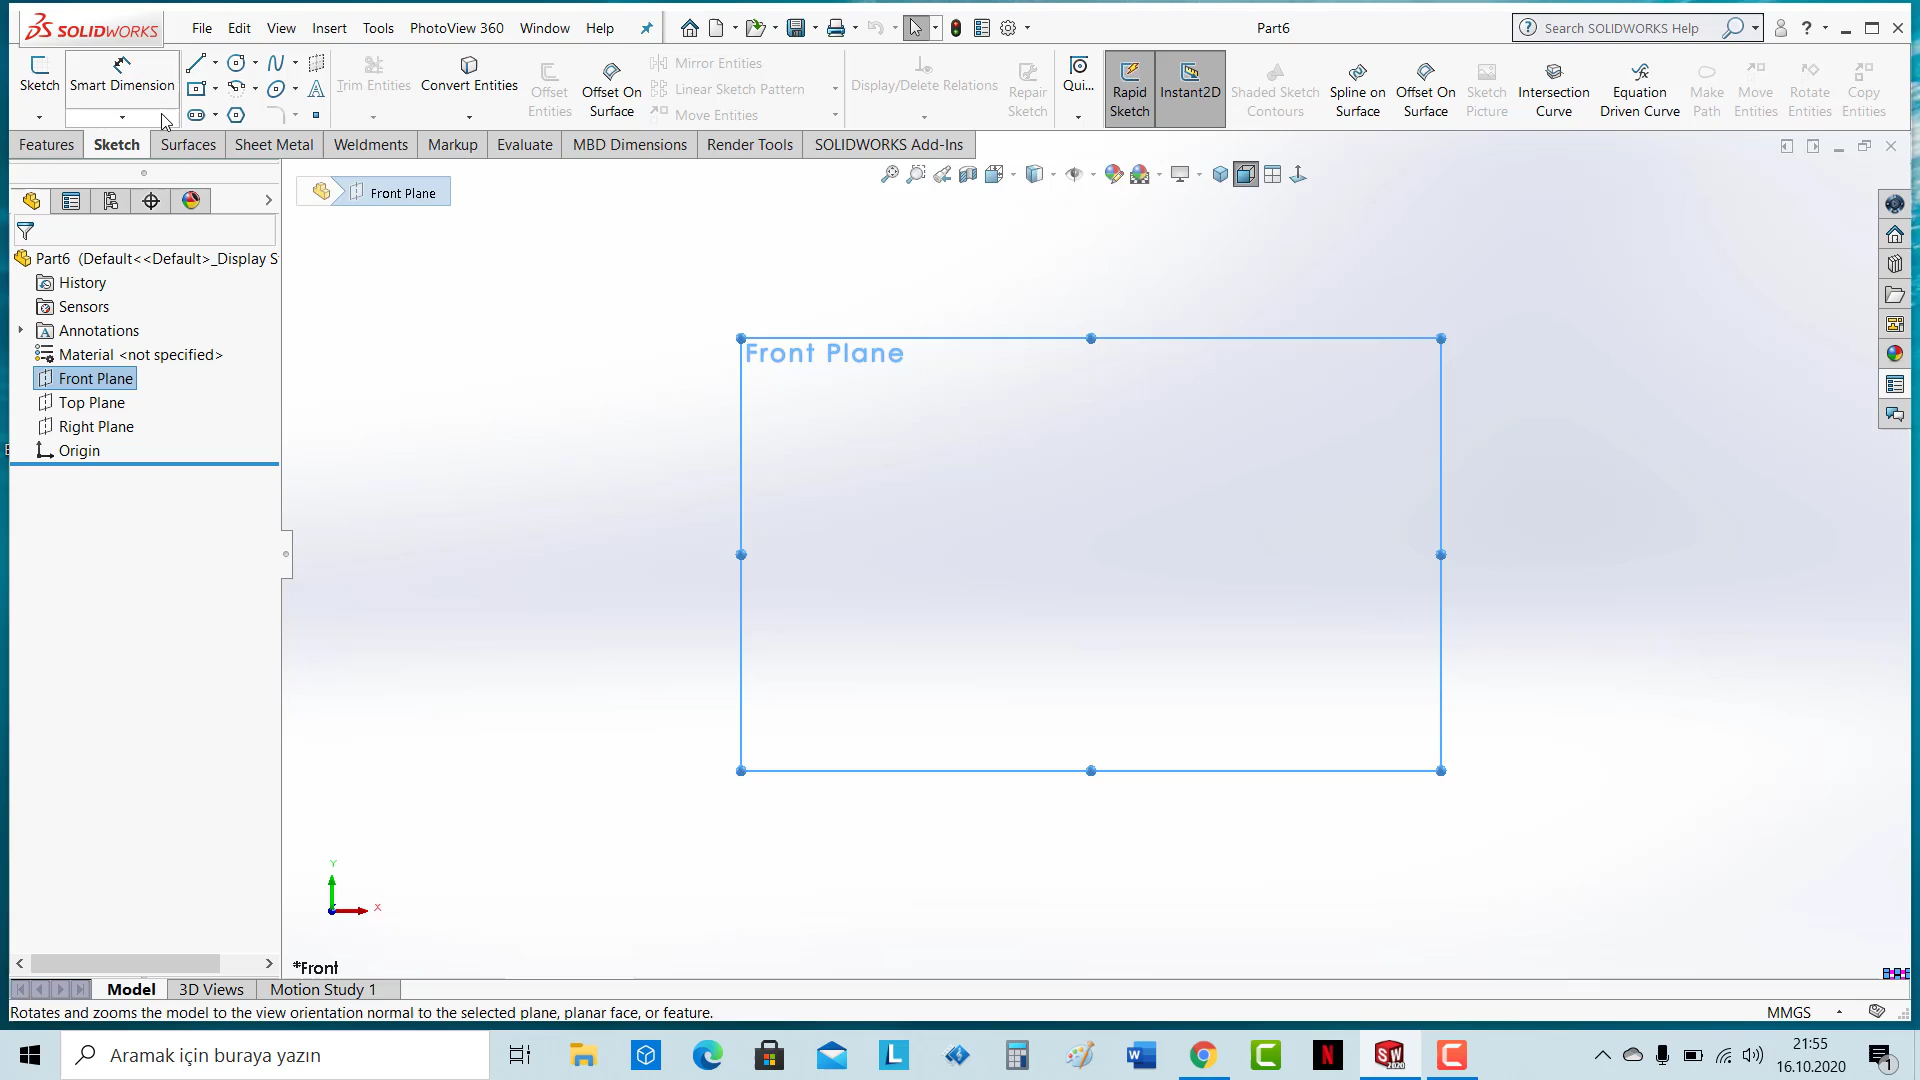 SOLIDWORKS File Edit View Insert Tools PhotoView 360 Window Help Part6 Search SOLIDWORKS Help ?
Sketch Smart Dimension Trim Entities Convert Entities Offset Entities Offset On Surface Mirror Entities Linear Sketch Pattern Move Entities Display/Delete Relations Repair Sketch Qui... Rapid Sketch Instant2D Shaded Sketch Contours Spline on Surface Offset On Surface Sketch Picture Intersection Curve Equation Driven Curve Make Path Move Entities Rotate Entities Copy Entities
Features Sketch Surfaces Sheet Metal Weldments Markup Evaluate MBD Dimensions Render Tools SOLIDWORKS Add-Ins
Front Plane
Part6 (Default<<Default>_Display S
History
Sensors
Annotations
Material <not specified>
Front Plane
Top Plane
Right Plane
Origin
Front Plane
Y
X
*Front
Model 3D Views Motion Study 1
Rotates and zooms the model to the view orientation normal to the selected plane, planar face, or feature. MMGS
Aramak için buraya yazın
21:55
16.10.2020
1